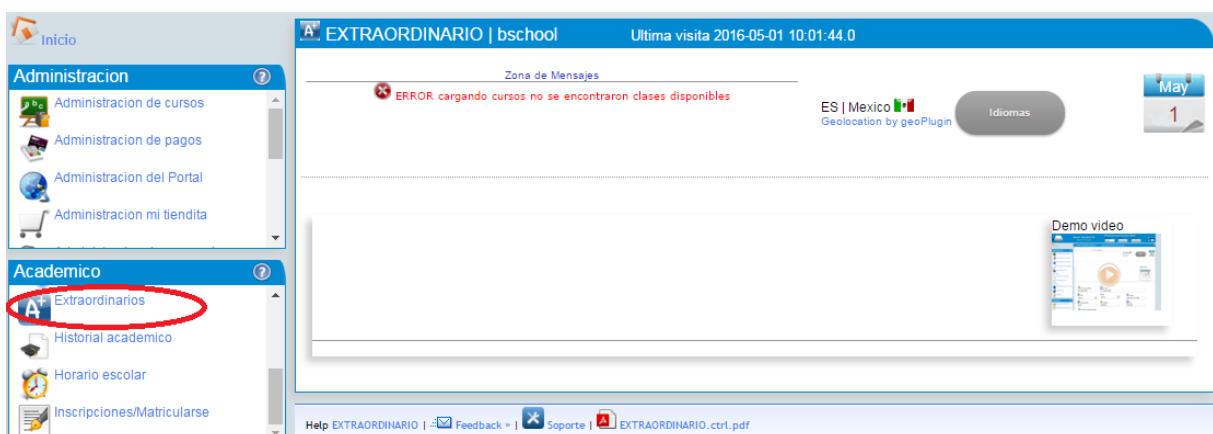 Inicio
Administracion
Administracion de cursos
Administracion de pagos
Administracion del Portal
Administracion mi tiendita
Academico
Extraordinarios
Historial academico
Horario escolar
Inscripciones/Matricularse
EXTRAORDINARIO | bschool Ultima visita 2016-05-01 10:01:44.0
Zona de Mensajes
ERROR cargando cursos no se encontraron clases disponibles
ES | Mexico
Geolocation by geoPlugin
Idiomas
May
1
Demo video
Help EXTRAORDINARIO | Feedback » | Soporte | EXTRAORDINARIO.ctrl.pdf